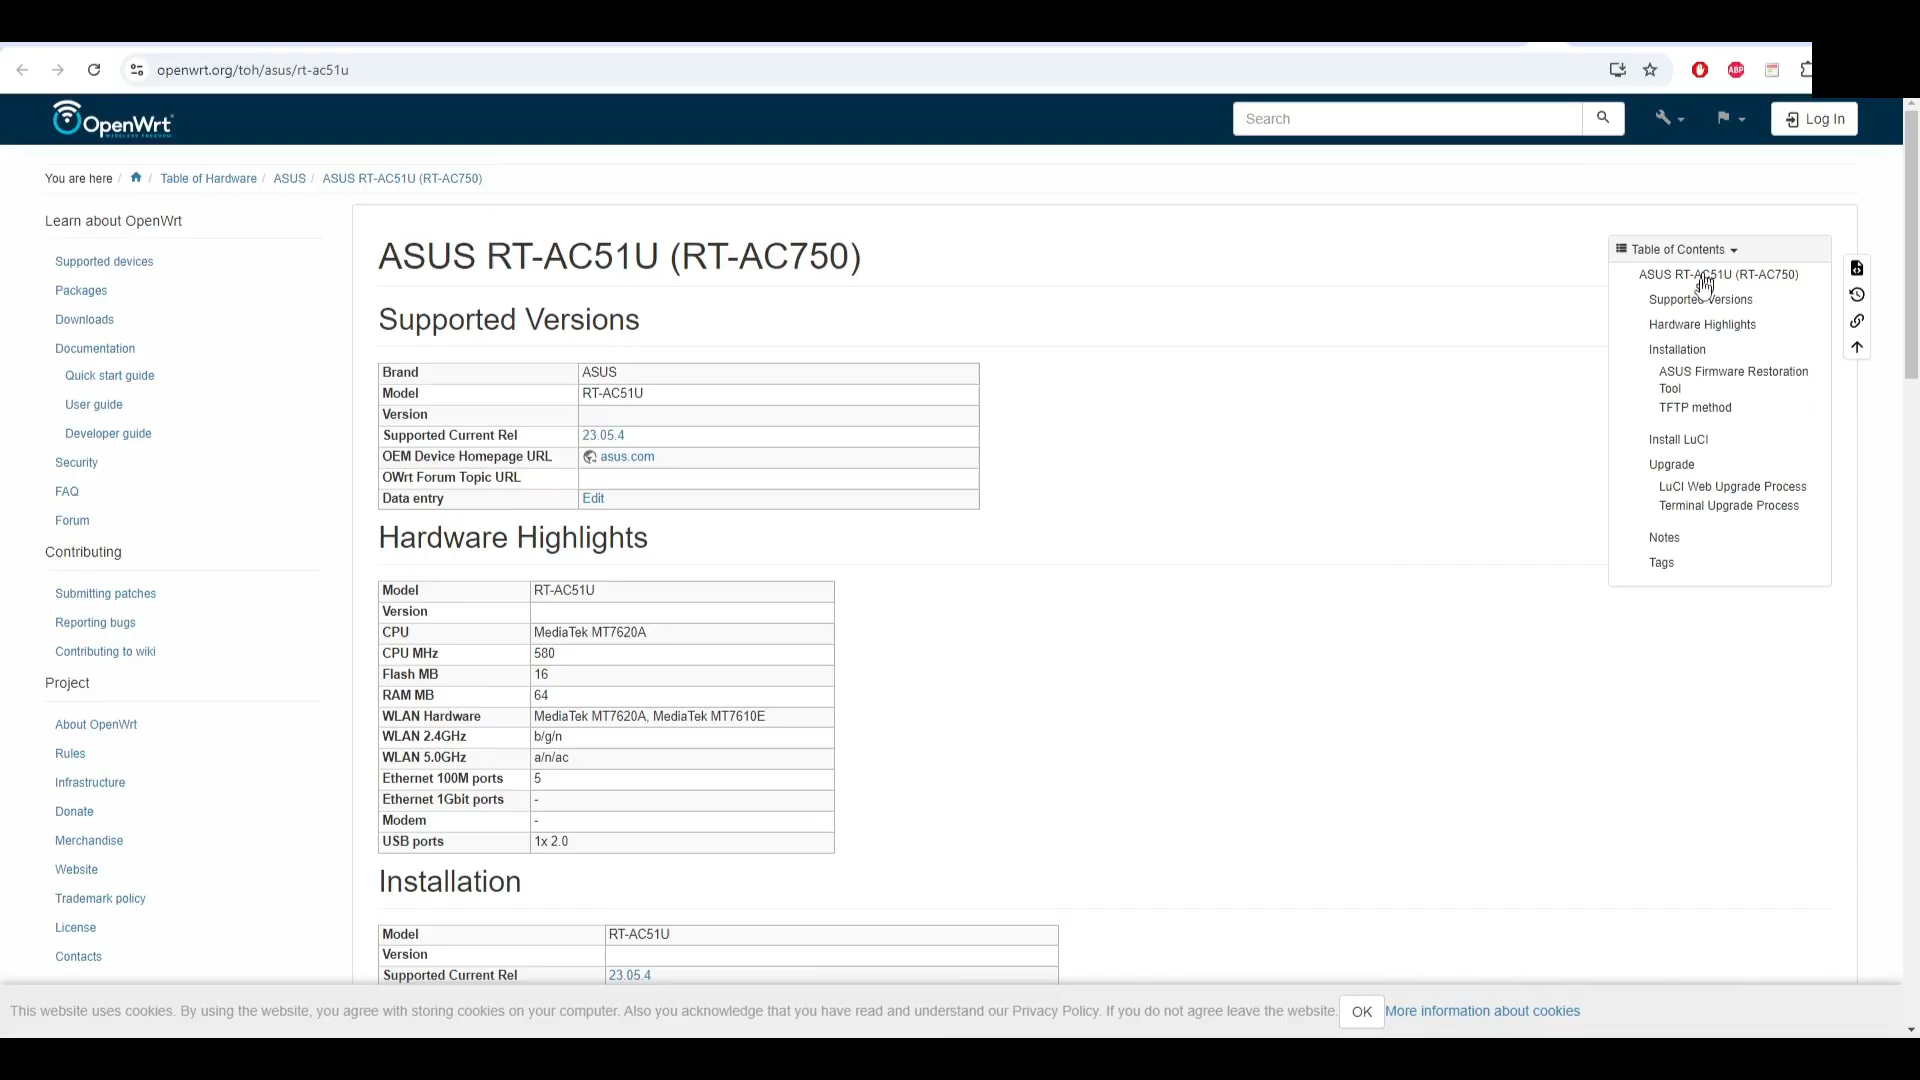 openwrt.org/toh/asus/rt-ac51u
ABP
OpenWrt
WIRELESS FREEDOM
Search
Log In
You are here / / Table of Hardware / ASUS / ASUS RT-AC51U (RT-AC750)
Learn about OpenWrt
Supported devices
Packages
Downloads
Documentation
Quick start guide
User guide
Developer guide
Security
FAQ
Forum
Contributing
Submitting patches
Reporting bugs
Contributing to wiki
Project
About OpenWrt
Rules
Infrastructure
Donate
Merchandise
Website
Trademark policy
License
Contacts
ASUS RT-AC51U (RT-AC750)
Supported Versions
Brand ASUS
Model RT-AC51U
Version
Supported Current Rel 23.05.4
OEM Device Homepage URL asus.com
OWrt Forum Topic URL
Data entry Edit
Hardware Highlights
Model RT-AC51U
Version
CPU MediaTek MT7620A
CPU MHz 580
Flash MB 16
RAM MB 64
WLAN Hardware MediaTek MT7620A, MediaTek MT7610E
WLAN 2.4GHz b/g/n
WLAN 5.0GHz a/n/ac
Ethernet 100M ports 5
Ethernet 1Gbit ports -
Modem -
USB ports 1x 2.0
Installation
Model RT-AC51U
Version
Supported Current Rel 23.05.4
Table of Contents
ASUS RT-AC51U (RT-AC750)
Supported Versions
Hardware Highlights
Installation
ASUS Firmware Restoration
Tool
TFTP method
Install LuCI
Upgrade
LuCI Web Upgrade Process
Terminal Upgrade Process
Notes
Tags
This website uses cookies. By using the website, you agree with storing cookies on your computer. Also you acknowledge that you have read and understand our Privacy Policy. If you do not agree leave the website. OK More information about cookies